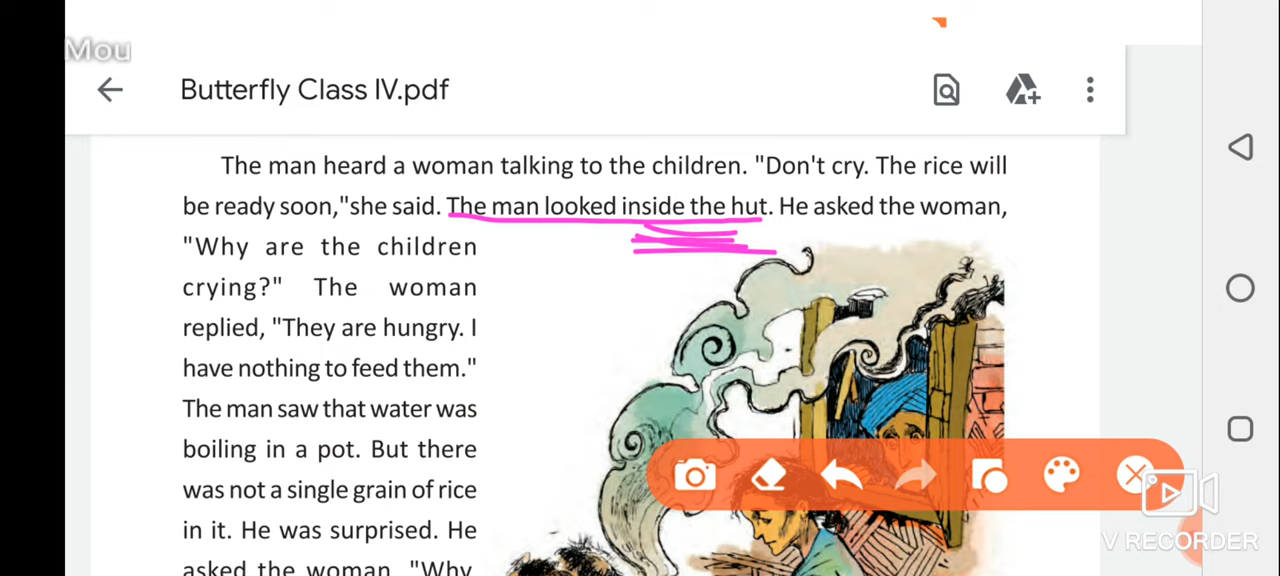 Mou
Butterfly Class IV.pdf
The man heard a woman talking to the children. "Don't cry. The rice will
be ready soon,"she said. The man looked inside the hut. He asked the woman,
"Why are the children
crying?" The woman
replied, "They are hungry. I
have nothing to feed them."
The man saw that water was
boiling in a pot. But there
was not a single grain of rice
in it. He was surprised. He
asked the woman, "Why
V RECORDER